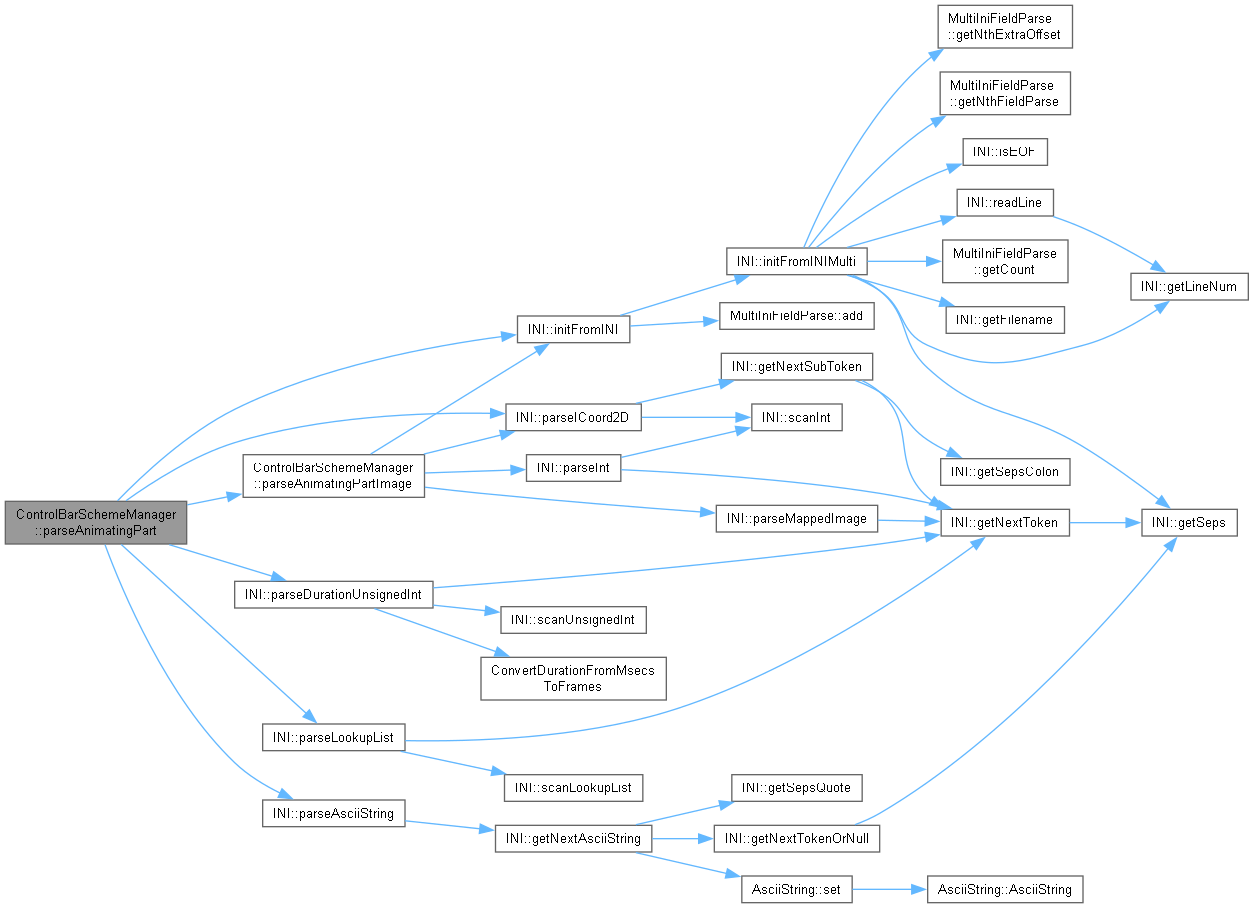 MultiIniFieldParse
::getNthExtraOffset
MultiIniFieldParse
::getNthFieldParse
INI::isEOF
INI::readLine
INI::initFromINIMulti
MultiIniFieldParse
::getCount
INI::getLineNum
INI::getFilename
MultiIniFieldParse::add
INI::initFromINI
INI::getNextSubToken
INI::parseICoord2D
INI::scanInt
ControlBarSchemeManager
::parseAnimatingPartImage
INI::parseInt
INI::getSepsColon
ControlBarSchemeManager
::parseAnimatingPart
INI::parseMappedImage
INI::getNextToken
INI::getSeps
INI::parseDurationUnsignedInt
INI::scanUnsignedInt
ConvertDurationFromMsecs
ToFrames
INI::parseLookupList
INI::scanLookupList
INI::getSepsQuote
INI::parseAsciiString
INI::getNextAsciiString
INI::getNextTokenOrNull
AsciiString::set
AsciiString::AsciiString